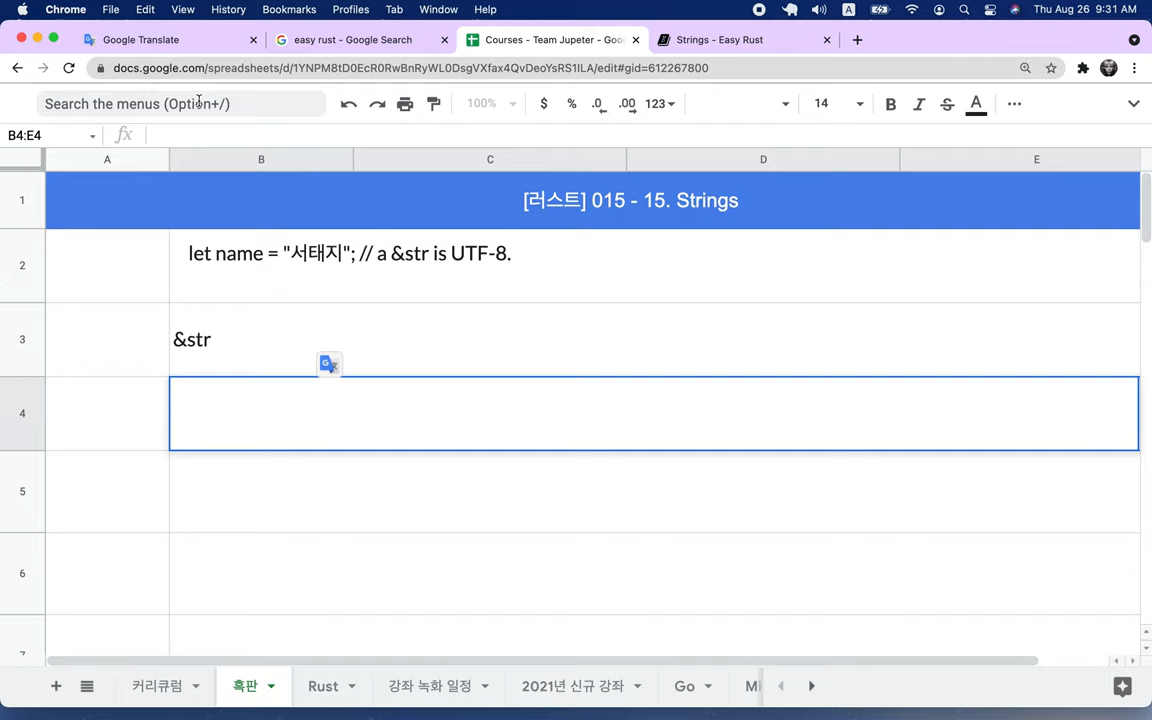 Chrome File Edit View History Bookmarks Profiles Tab Window Help A Thu Aug 26 9:31 AM
Google Translate
easy rust - Google Search
Courses - Team Jupeter - Goo
Strings - Easy Rust
docs.google.com/spreadsheets/d/1YNPM8tD0EcR0RwBnRyWL0DsgVXfax4QvDeoYsRS1lLA/edit#gid=612267800
Search the menus (Option+/) 100% $ % .0 .00 123 14 B I S A
B4:E4 fx
A B C D E
1 [러스트] 015 - 15. Strings
2 let name = "서태지"; // a &str is UTF-8.
3 &str
4
5
6
7
커리큘럼 흑판 Rust 강좌 녹화 일정 2021년 신규 강좌 Go Mi